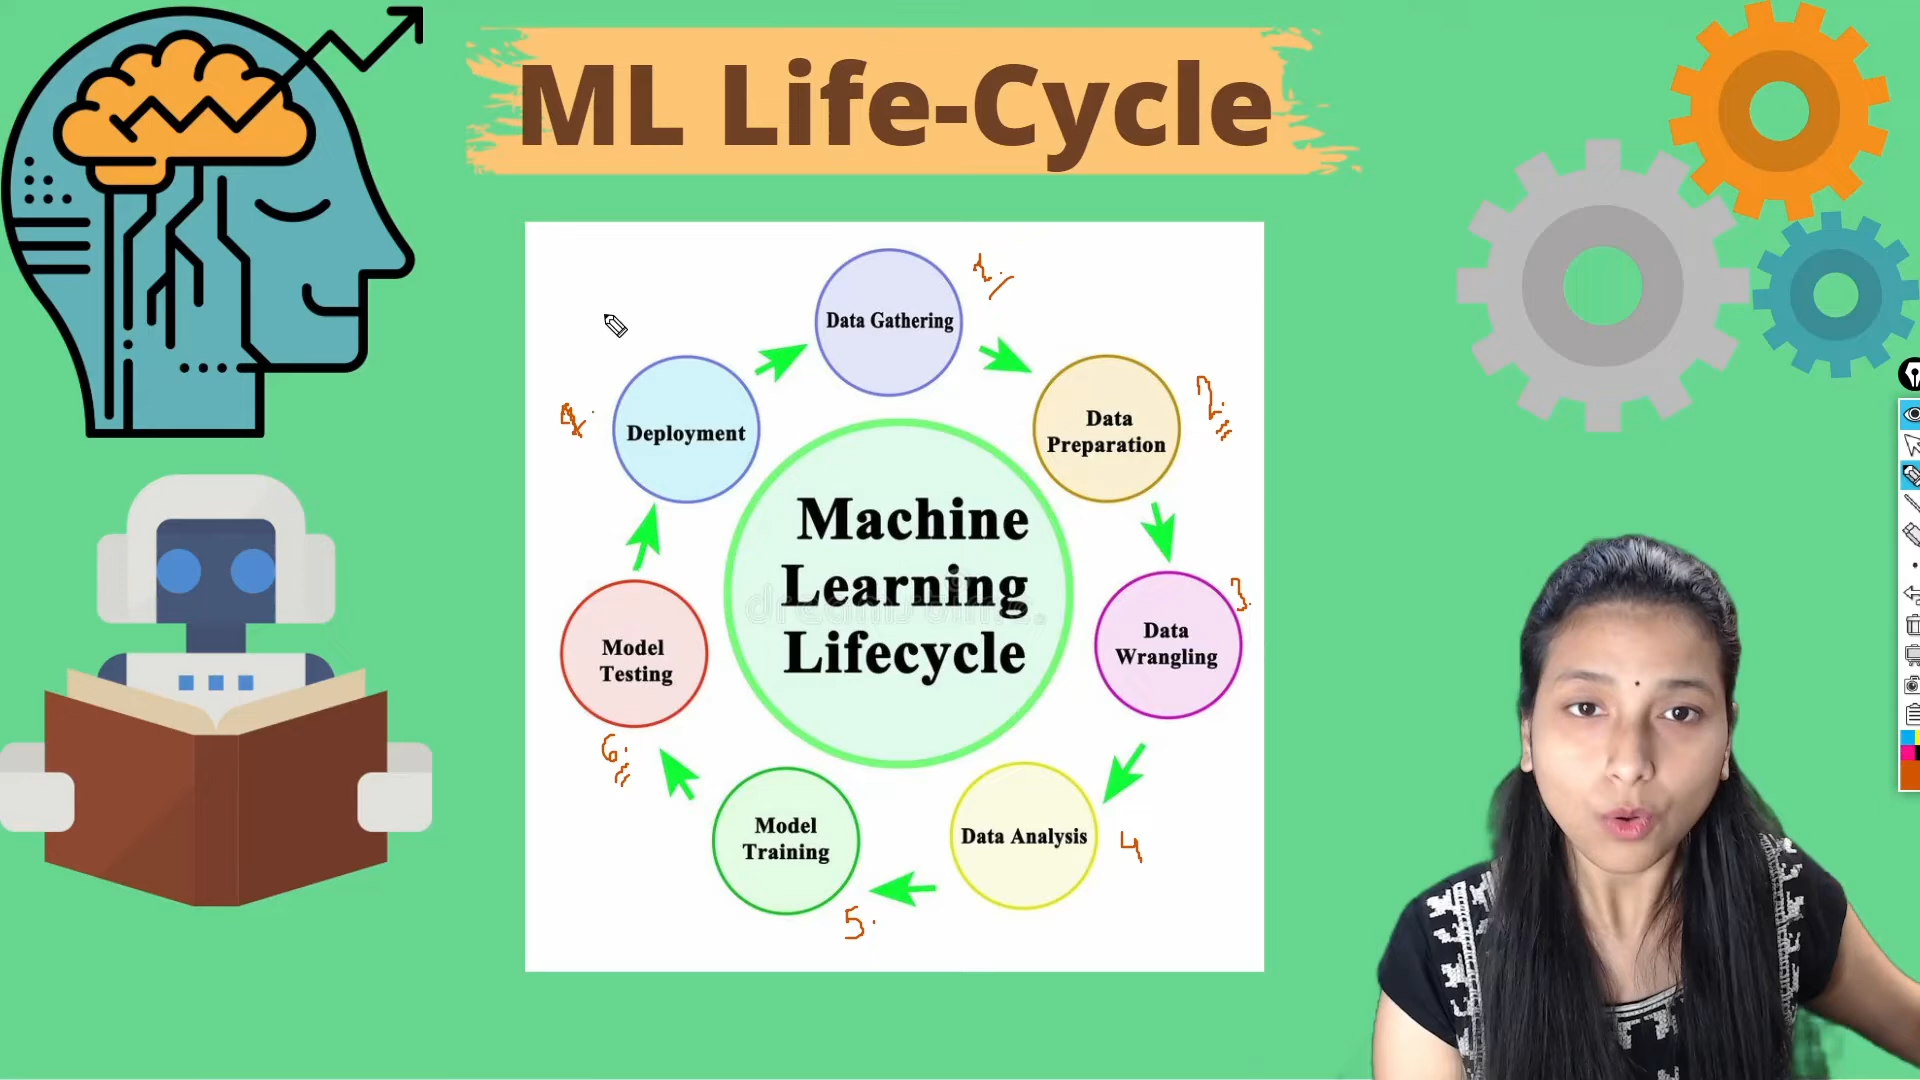 ML Life-Cycle
1.
Data Gathering
2.
Data
Preparation
Deployment
Machine
Learning
Lifecycle
3.
Data
Wrangling
Model
Testing
6.
Data Analysis
4
Model
Training
5.